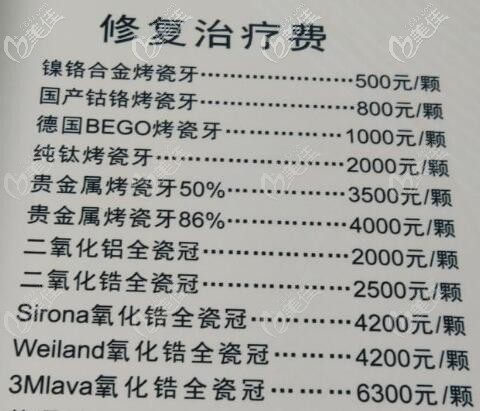 修复治疗费
镍铬合金烤瓷牙……………………500元/颗
国产钴铬烤瓷牙……………………800元/颗
德国BEGO烤瓷牙………………1000元/颗
纯钛烤瓷牙…………………………2000元/颗
贵金属烤瓷牙50%………………3500元/颗
贵金属烤瓷牙86%………………4000元/颗
二氧化铝全瓷冠……………………2000元/颗
二氧化锆全瓷冠……………………2500元/颗
Sirona氧化锆全瓷冠……………4200元/颗
Weiland氧化锆全瓷冠…………4200元/颗
3Mlava氧化锆全瓷冠……………6300元/颗